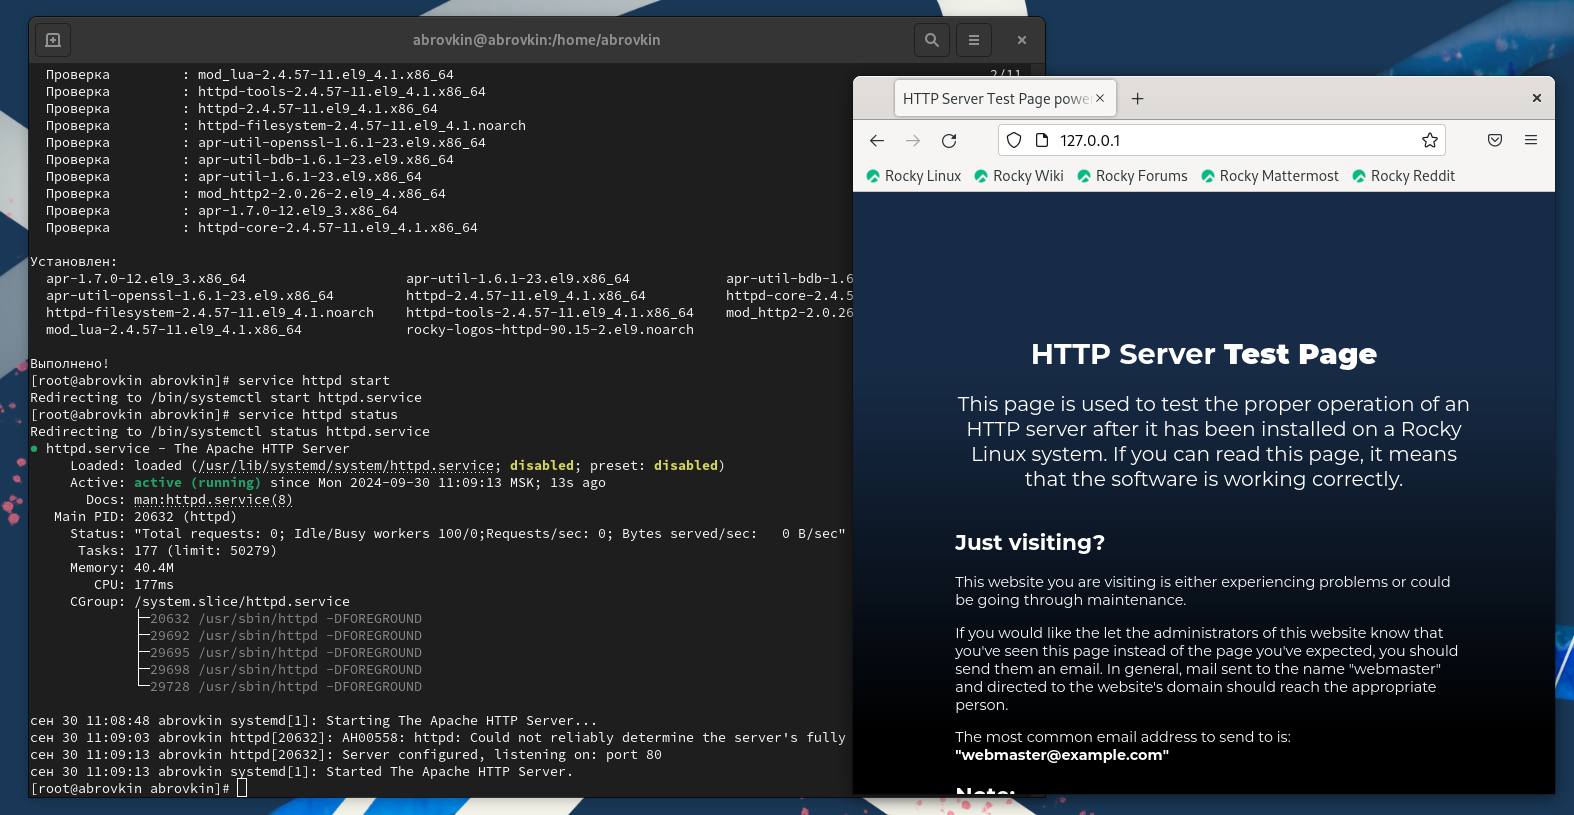 abrovkin@abrovkin:/home/abrovkin
Проверка : mod_lua-2.4.57-11.el9_4.1.x86_64 2/11
Проверка : httpd-tools-2.4.57-11.el9_4.1.x86_64
Проверка : httpd-2.4.57-11.el9_4.1.x86_64
Проверка : httpd-filesystem-2.4.57-11.el9_4.1.noarch
Проверка : apr-util-openssl-1.6.1-23.el9.x86_64
Проверка : apr-util-bdb-1.6.1-23.el9.x86_64
Проверка : apr-util-1.6.1-23.el9.x86_64
Проверка : mod_http2-2.0.26-2.el9_4.x86_64
Проверка : apr-1.7.0-12.el9_3.x86_64
Проверка : httpd-core-2.4.57-11.el9_4.1.x86_64
Установлен:
apr-1.7.0-12.el9_3.x86_64 apr-util-1.6.1-23.el9.x86_64 apr-util-bdb-1.6
apr-util-openssl-1.6.1-23.el9.x86_64 httpd-2.4.57-11.el9_4.1.x86_64 httpd-core-2.4.5
httpd-filesystem-2.4.57-11.el9_4.1.noarch httpd-tools-2.4.57-11.el9_4.1.x86_64 mod_http2-2.0.26
mod_lua-2.4.57-11.el9_4.1.x86_64 rocky-logos-httpd-90.15-2.el9.noarch
Выполнено!
[root@abrovkin abrovkin]# service httpd start
Redirecting to /bin/systemctl start httpd.service
[root@abrovkin abrovkin]# service httpd status
Redirecting to /bin/systemctl status httpd.service
● httpd.service - The Apache HTTP Server
Loaded: loaded (/usr/lib/systemd/system/httpd.service; disabled; preset: disabled)
Active: active (running) since Mon 2024-09-30 11:09:13 MSK; 13s ago
Docs: man:httpd.service(8)
Main PID: 20632 (httpd)
Status: "Total requests: 0; Idle/Busy workers 100/0;Requests/sec: 0; Bytes served/sec:   0 B/sec"
Tasks: 177 (limit: 50279)
Memory: 40.4M
CPU: 177ms
CGroup: /system.slice/httpd.service
├─20632 /usr/sbin/httpd -DFOREGROUND
├─29692 /usr/sbin/httpd -DFOREGROUND
├─29695 /usr/sbin/httpd -DFOREGROUND
├─29698 /usr/sbin/httpd -DFOREGROUND
└─29728 /usr/sbin/httpd -DFOREGROUND
сен 30 11:08:48 abrovkin systemd[1]: Starting The Apache HTTP Server...
сен 30 11:09:03 abrovkin httpd[20632]: AH00558: httpd: Could not reliably determine the server's fully
сен 30 11:09:13 abrovkin httpd[20632]: Server configured, listening on: port 80
сен 30 11:09:13 abrovkin systemd[1]: Started The Apache HTTP Server.
[root@abrovkin abrovkin]#
HTTP Server Test Page powe
127.0.0.1
Rocky Linux Rocky Wiki Rocky Forums Rocky Mattermost Rocky Reddit
HTTP Server Test Page
This page is used to test the proper operation of an
HTTP server after it has been installed on a Rocky
Linux system. If you can read this page, it means
that the software is working correctly.
Just visiting?
This website you are visiting is either experiencing problems or could
be going through maintenance.
If you would like the let the administrators of this website know that
you've seen this page instead of the page you've expected, you should
send them an email. In general, mail sent to the name "webmaster"
and directed to the website's domain should reach the appropriate
person.
The most common email address to send to is:
"webmaster@example.com"
Note: